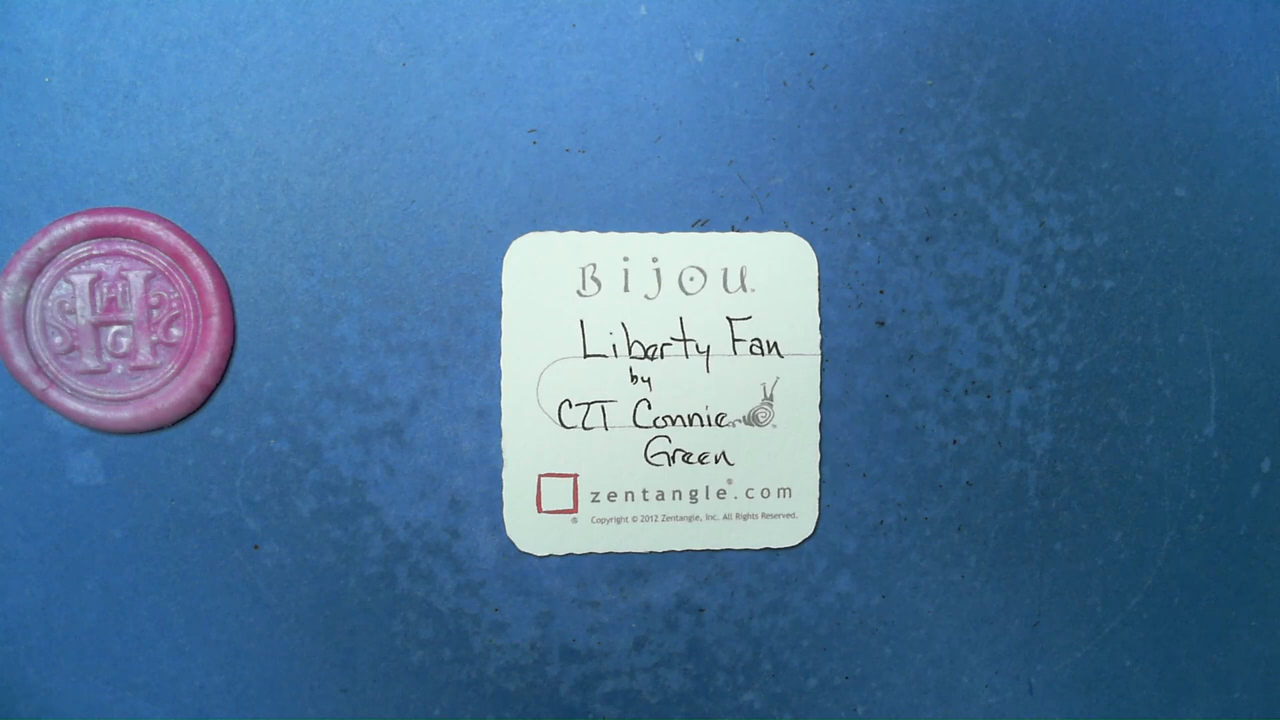 Bijou
Liberty Fan
by
CZT Connie
Green
zentangle®.com
® Copyright © 2012 Zentangle, Inc. All Rights Reserved.
H
H
G